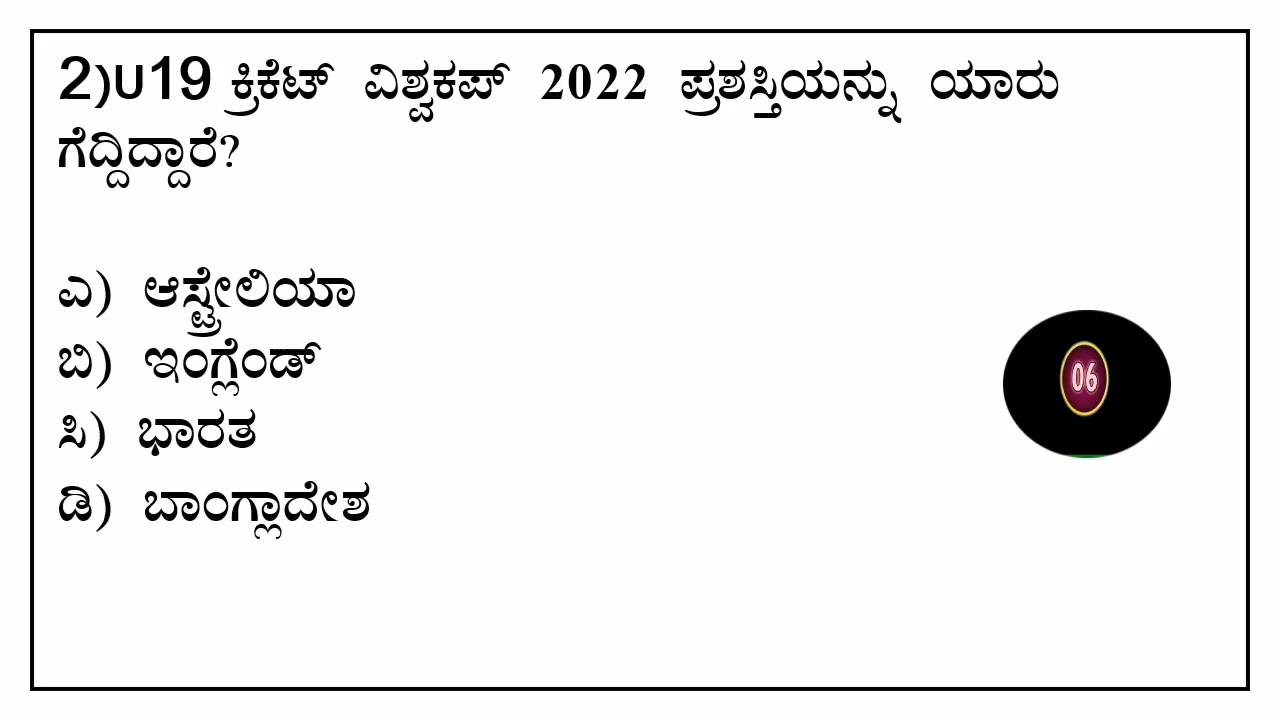 2)U19 ಕ್ರಿಕೆಟ್ ವಿಶ್ವಕಪ್ 2022 ಪ್ರಶಸ್ತಿಯನ್ನು ಯಾರು
ಗೆದ್ದಿದ್ದಾರೆ?
ಎ) ಆಸ್ಟ್ರೇಲಿಯಾ
ಬಿ) ಇಂಗ್ಲೆಂಡ್
06
ಸಿ) ಭಾರತ
ಡಿ) ಬಾಂಗ್ಲಾದೇಶ